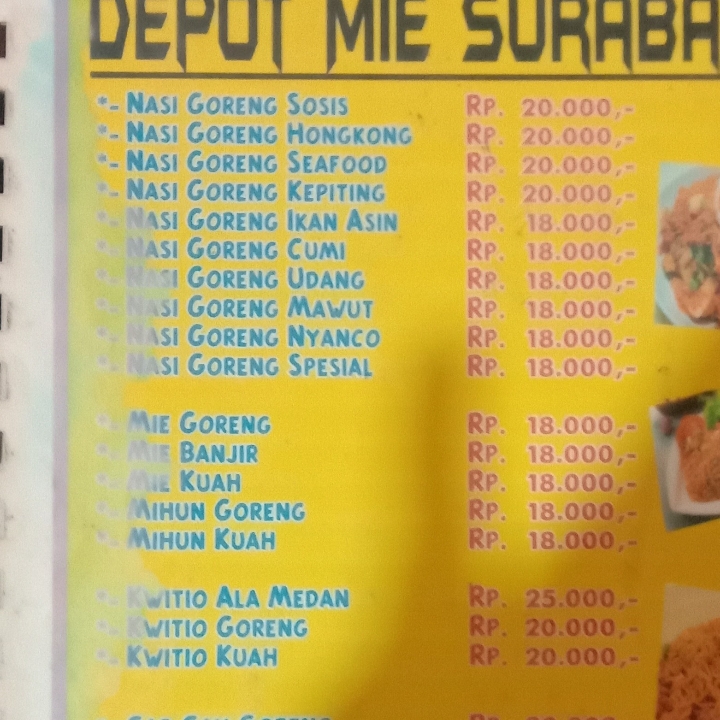 DEPOT MIE SURABA
*- NASI GORENG SOSIS RP. 20.000,-
*- NASI GORENG HONGKONG RP. 20.000,-
*- NASI GORENG SEAFOOD RP. 20.000,-
*- NASI GORENG KEPITING RP. 20.000,-
*- NASI GORENG IKAN ASIN RP. 18.000,-
*- NASI GORENG CUMI RP. 18.000,-
*- NASI GORENG UDANG RP. 18.000,-
*- NASI GORENG MAWUT RP. 18.000,-
*- NASI GORENG NYANCO RP. 18.000,-
*- NASI GORENG SPESIAL RP. 18.000,-
*- MIE GORENG RP. 18.000,-
*- MIE BANJIR RP. 18.000,-
*- MIE KUAH RP. 18.000,-
*- MIHUN GORENG RP. 18.000,-
*- MIHUN KUAH RP. 18.000,-
*- KWITIO ALA MEDAN RP. 25.000,-
*- KWITIO GORENG RP. 20.000,-
*- KWITIO KUAH RP. 20.000,-